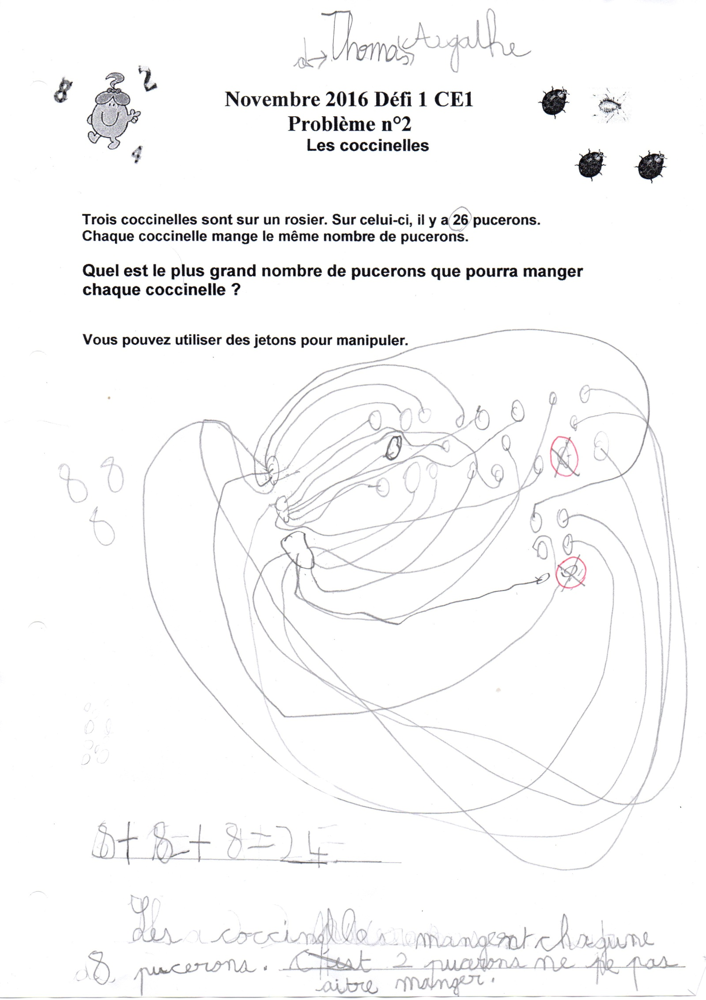 d→ Thomas Augalhe
8 2
4
Novembre 2016 Défi 1 CE1
Problème n°2
Les coccinelles
Trois coccinelles sont sur un rosier. Sur celui-ci, il y a 26 pucerons.
Chaque coccinelle mange le même nombre de pucerons.
Quel est le plus grand nombre de pucerons que pourra manger
chaque coccinelle ?
Vous pouvez utiliser des jetons pour manipuler.
8 8
8
8+ 8+ 8=24
Les coccinelles mangent chaqune
8 pucerons. C'est 2 pucerons ne pe pas
aitre manger.